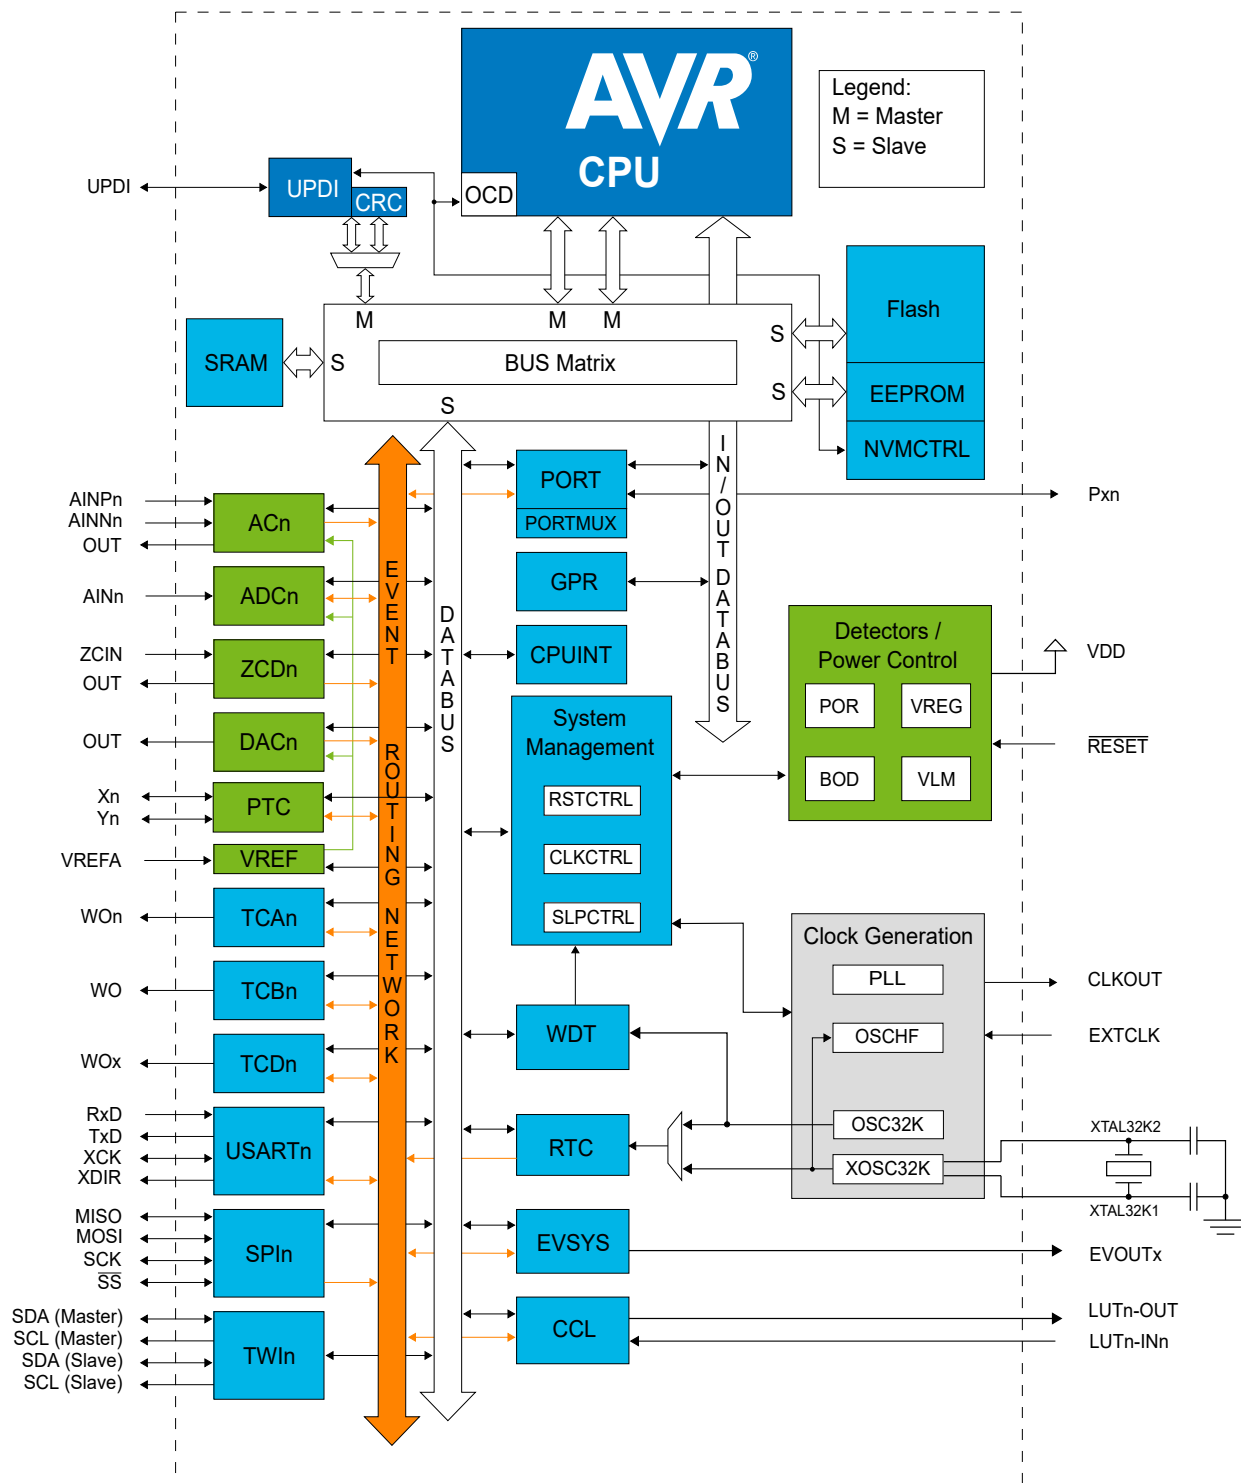 AVR®
CPU
OCD
Legend:
M = Master
S = Slave
UPDI
UPDI
CRC
M
M
M
S
S
S
S
BUS Matrix
SRAM
Flash
EEPROM
NVMCTRL
IN/OUT DATABUS
DATABUS
EVENT ROUTING NETWORK
PORT
PORTMUX
Pxn
GPR
CPUINT
AINPn
AINNn
OUT
ACn
AINn
ADCn
ZCIN
OUT
ZCDn
OUT
DACn
Xn
Yn
PTC
VREFA
VREF
WOn
TCAn
WO
TCBn
WOx
TCDn
RxD
TxD
XCK
XDIR
USARTn
MISO
MOSI
SCK
SS
SPIn
SDA (Master)
SCL (Master)
SDA (Slave)
SCL (Slave)
TWIn
System
Management
RSTCTRL
CLKCTRL
SLPCTRL
WDT
RTC
EVSYS
CCL
Detectors /
Power Control
POR
VREG
BOD
VLM
VDD
RESET
Clock Generation
PLL
OSCHF
OSC32K
XOSC32K
CLKOUT
EXTCLK
XTAL32K2
XTAL32K1
EVOUTx
LUTn-OUT
LUTn-INn